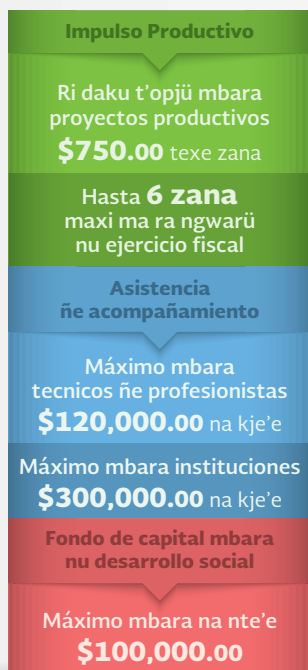 Impulso Productivo
Ri daku t'opjü mbara
proyectos productivos
$750.00 texe zana
Hasta 6 zana
maxi ma ra ngwarü
nu ejercicio fiscal
Asistencia
ñe acompañamiento
Máximo mbara
tecnicos ñe profesionistas
$120,000.00 na kje'e
Máximo mbara instituciones
$300,000.00 na kje'e
Fondo de capital mbara
nu desarrollo social
Máximo mbara na nte'e
$100,000.00